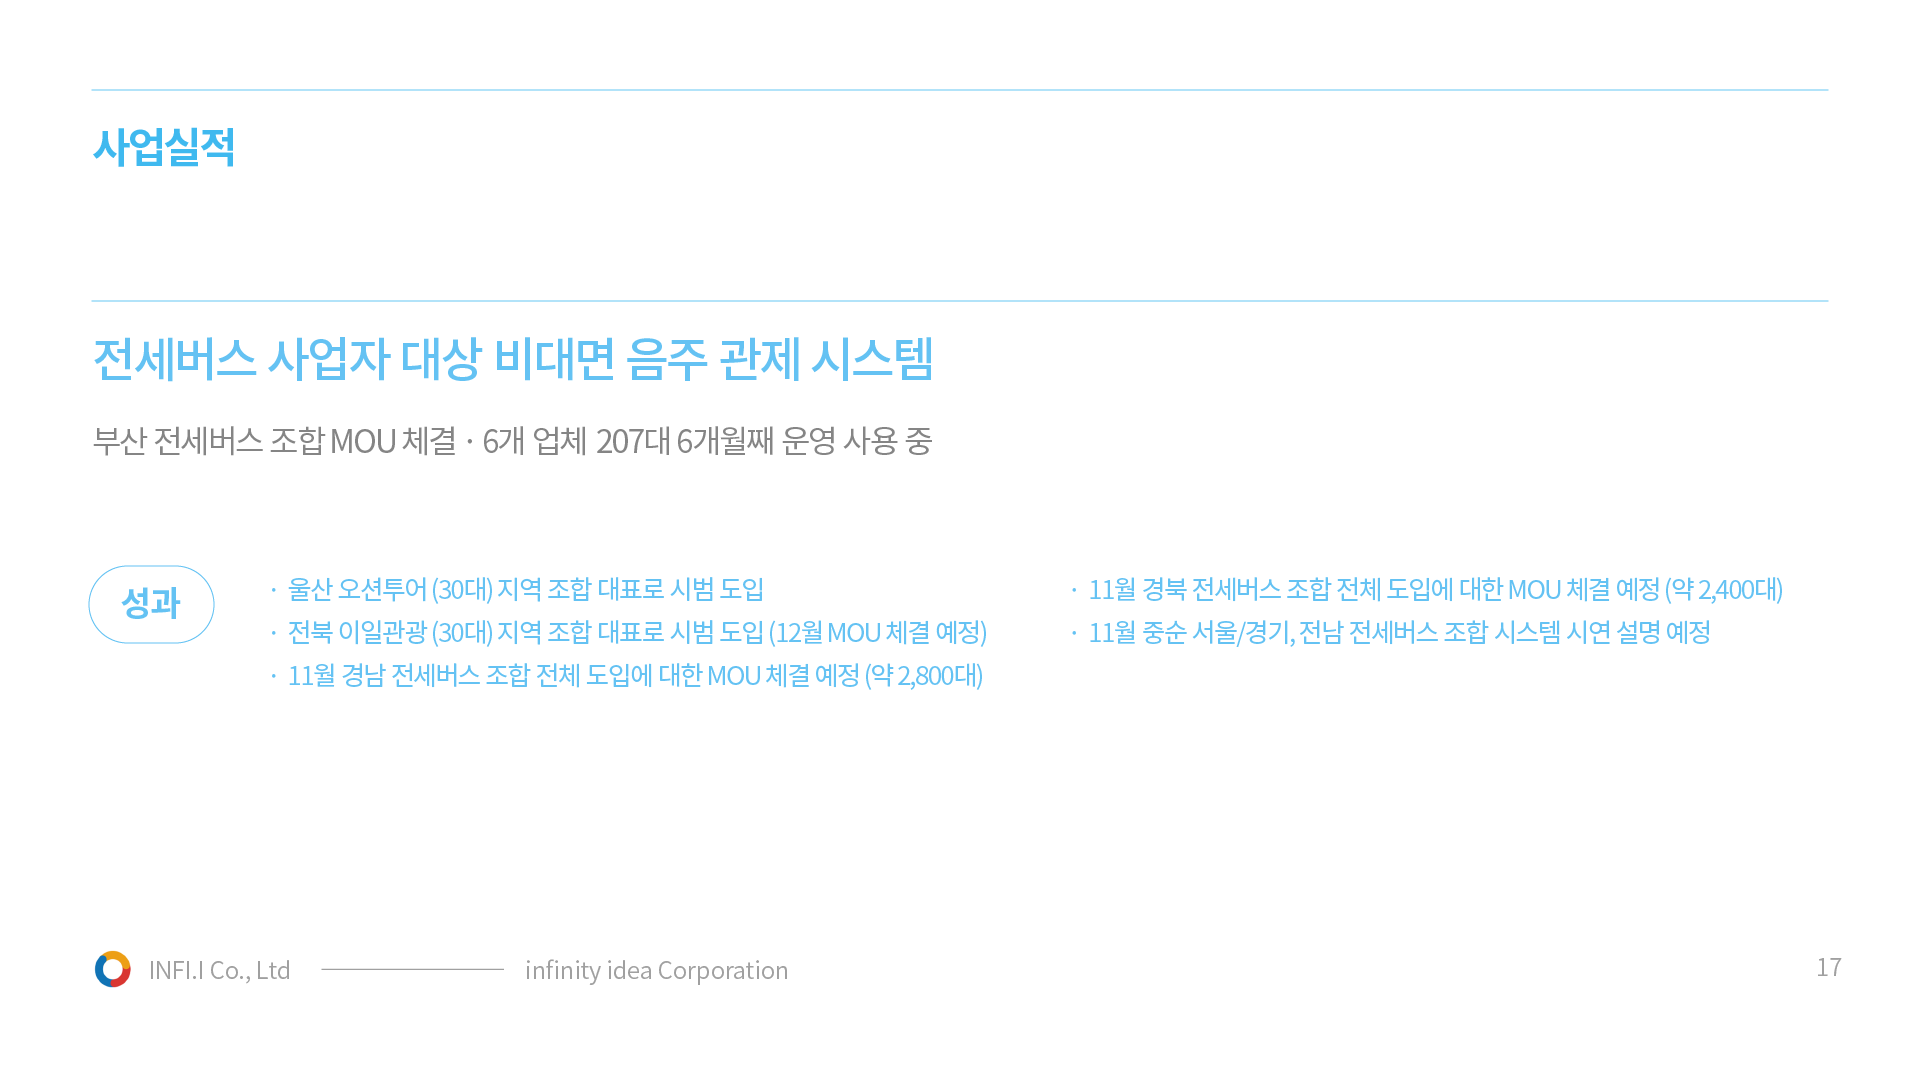 사업실적
전세버스 사업자 대상 비대면 음주 관제 시스템
부산 전세버스 조합 MOU 체결 · 6개 업체 207대 6개월째 운영 사용 중
성과
· 울산 오션투어 (30대) 지역 조합 대표로 시범 도입
· 전북 이일관광 (30대) 지역 조합 대표로 시범 도입 (12월 MOU 체결 예정)
· 11월 경남 전세버스 조합 전체 도입에 대한 MOU 체결 예정 (약 2,800대)
· 11월 경북 전세버스 조합 전체 도입에 대한 MOU 체결 예정 (약 2,400대)
· 11월 중순 서울/경기, 전남 전세버스 조합 시스템 시연 설명 예정
INFI.I Co., Ltd
infinity idea Corporation
17